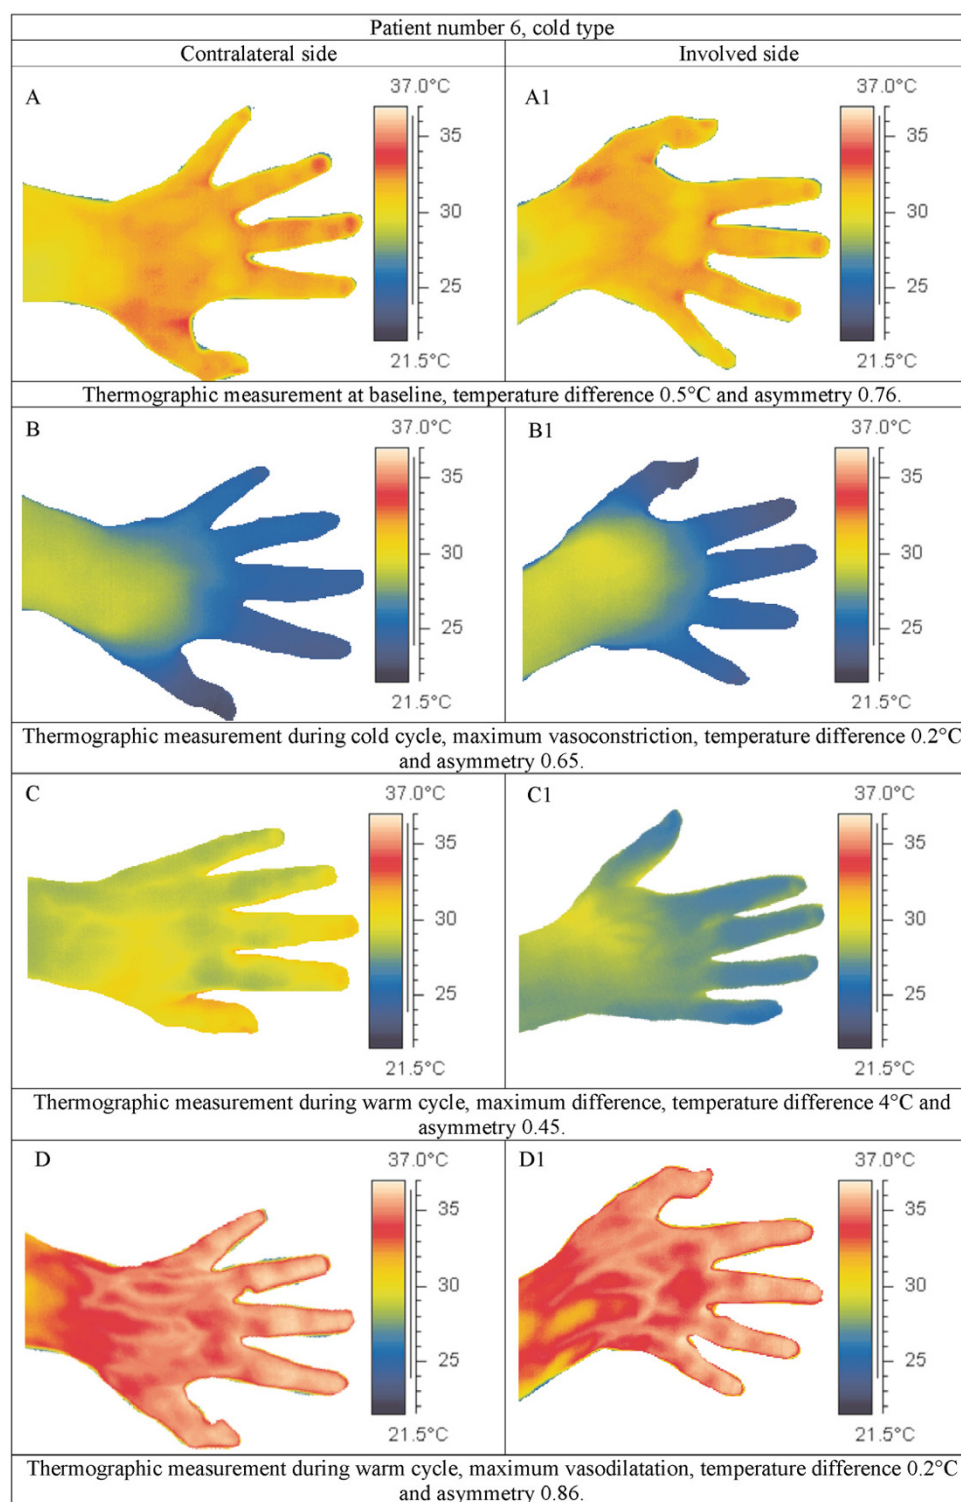 Patient number 6, cold type
Contralateral side
Involved side
A
37.0°C
35
30
25
21.5°C
A1
37.0°C
35
30
25
21.5°C
Thermographic measurement at baseline, temperature difference 0.5°C and asymmetry 0.76.
B
37.0°C
35
30
25
21.5°C
B1
37.0°C
35
30
25
21.5°C
Thermographic measurement during cold cycle, maximum vasoconstriction, temperature difference 0.2°C
and asymmetry 0.65.
C
37.0°C
35
30
25
21.5°C
C1
37.0°C
35
30
25
21.5°C
Thermographic measurement during warm cycle, maximum difference, temperature difference 4°C and
asymmetry 0.45.
D
37.0°C
35
30
25
21.5°C
D1
37.0°C
35
30
25
21.5°C
Thermographic measurement during warm cycle, maximum vasodilatation, temperature difference 0.2°C
and asymmetry 0.86.